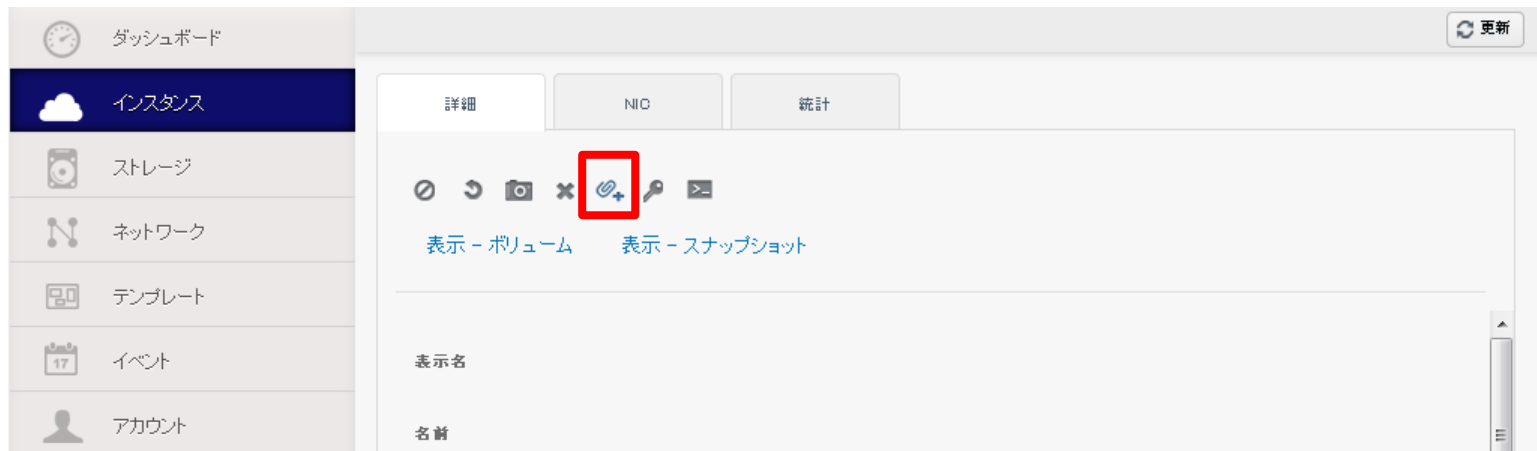 ダッシュボード
更新
インスタンス
詳細
NIC
統計
ストレージ
ネットワーク
表示 – ボリューム
表示 – スナップショット
テンプレート
17
イベント
表示名
アカウント
名前